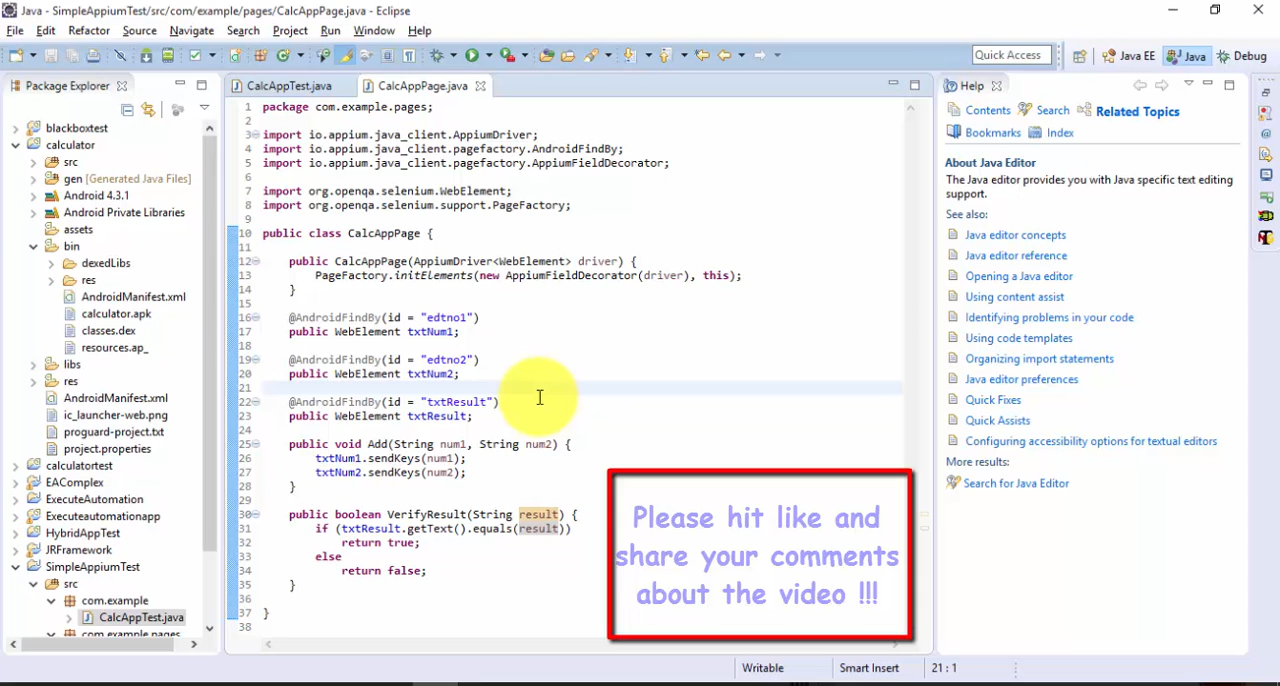 Java - SimpleAppiumTest/src/com/example/pages/CalcAppPage.java - Eclipse
File Edit Refactor Source Navigate Search Project Run Window Help
Quick Access Java EE Java Debug
Package Explorer
blackboxtest
calculator
src
gen [Generated Java Files]
Android 4.3.1
Android Private Libraries
assets
bin
dexedLibs
res
AndroidManifest.xml
calculator.apk
classes.dex
resources.ap_
libs
res
AndroidManifest.xml
ic_launcher-web.png
proguard-project.txt
project.properties
calculatortest
EAComplex
ExecuteAutomation
Executeautomationapp
HybridAppTest
JRFramework
SimpleAppiumTest
src
com.example
CalcAppTest.java
com.example.pages
CalcAppTest.java CalcAppPage.java
1 package com.example.pages;
2
3 import io.appium.java_client.AppiumDriver;
4 import io.appium.java_client.pagefactory.AndroidFindBy;
5 import io.appium.java_client.pagefactory.AppiumFieldDecorator;
6
7 import org.openqa.selenium.WebElement;
8 import org.openqa.selenium.support.PageFactory;
9
10 public class CalcAppPage {
11
12 public CalcAppPage(AppiumDriver<WebElement> driver) {
13 PageFactory.initElements(new AppiumFieldDecorator(driver), this);
14 }
15
16 @AndroidFindBy(id = "edtno1")
17 public WebElement txtNum1;
18
19 @AndroidFindBy(id = "edtno2")
20 public WebElement txtNum2;
21
22 @AndroidFindBy(id = "txtResult")
23 public WebElement txtResult;
24
25 public void Add(String num1, String num2) {
26 txtNum1.sendKeys(num1);
27 txtNum2.sendKeys(num2);
28 }
29
30 public boolean VerifyResult(String result) {
31 if (txtResult.getText().equals(result))
32 return true;
33 else
34 return false;
35 }
36
37 }
38
Please hit like and
share your comments
about the video !!!
Help
Contents Search Related Topics
Bookmarks Index
About Java Editor
The Java editor provides you with Java specific text editing
support.
See also:
Java editor concepts
Java editor reference
Opening a Java editor
Using content assist
Identifying problems in your code
Using code templates
Organizing import statements
Java editor preferences
Quick Fixes
Quick Assists
Configuring accessibility options for textual editors
More results:
Search for Java Editor
Writable Smart Insert 21 : 1